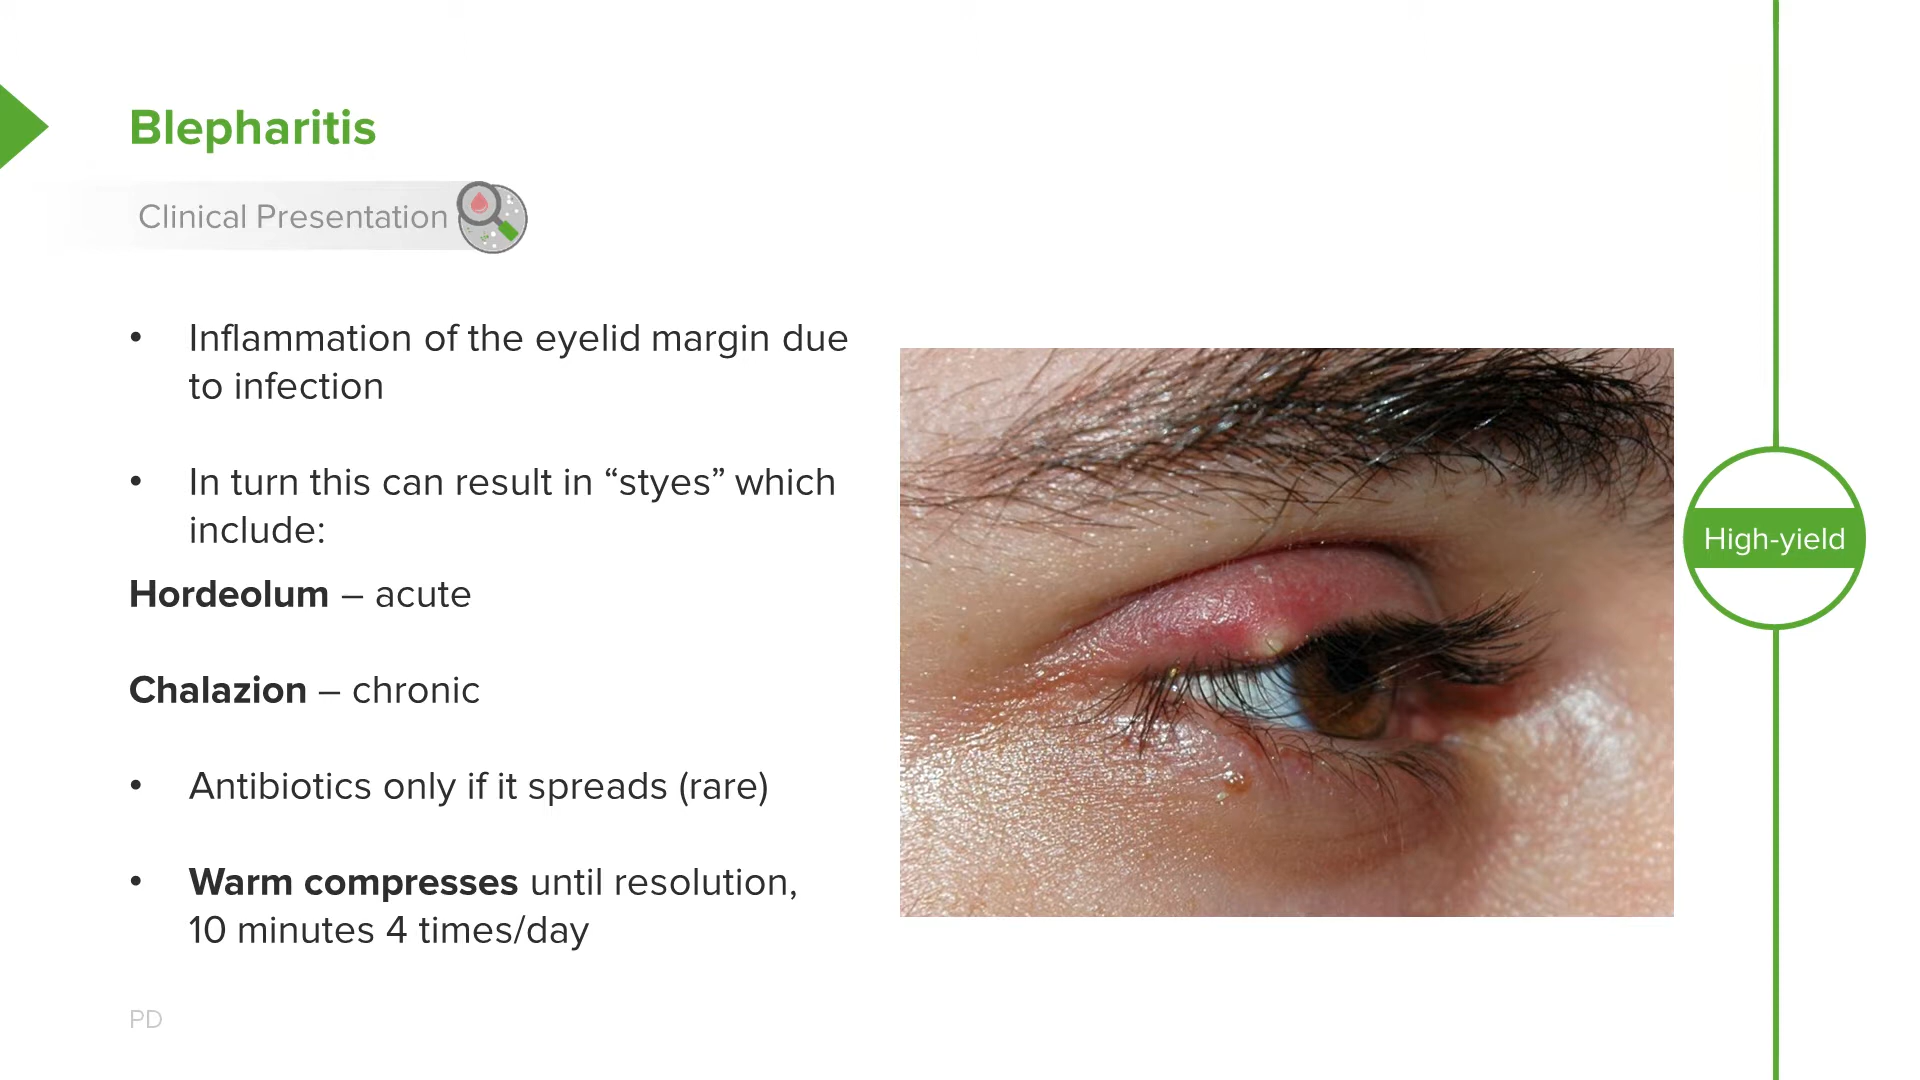 Blepharitis
Clinical Presentation
• Inflammation of the eyelid margin due
to infection
• In turn this can result in “styes” which
include:
Hordeolum – acute
Chalazion – chronic
• Antibiotics only if it spreads (rare)
• Warm compresses until resolution,
10 minutes 4 times/day
High-yield
PD